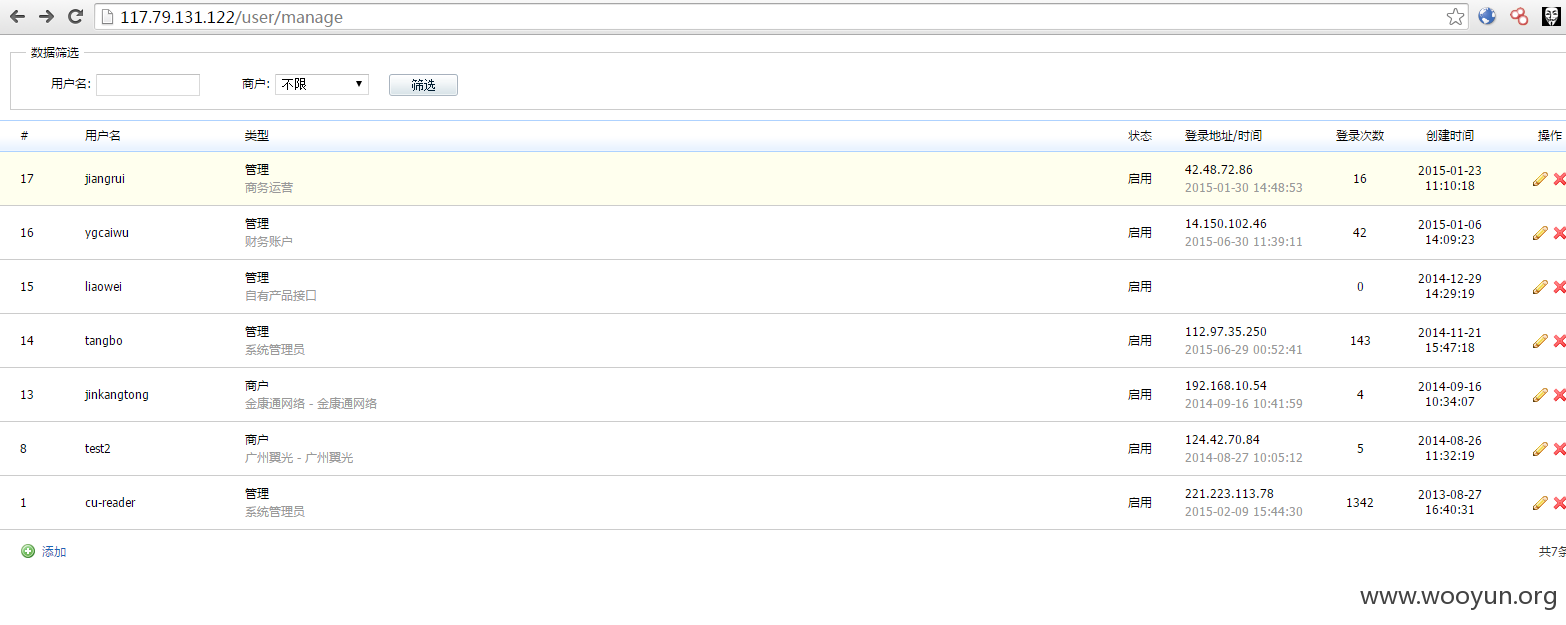 117.79.131.122/user/manage
数据筛选
用户名: 商户: 不限 筛选
# 用户名 类型 状态 登录地址/时间 登录次数 创建时间 操作
17 jiangrui 管理 启用 42.48.72.86 16 2015-01-23
商务运营 2015-01-30 14:48:53 11:10:18
16 ygcaiwu 管理 启用 14.150.102.46 42 2015-01-06
财务账户 2015-06-30 11:39:11 14:09:23
15 liaowei 管理 启用 0 2014-12-29
自有产品接口 14:29:19
14 tangbo 管理 启用 112.97.35.250 143 2014-11-21
系统管理员 2015-06-29 00:52:41 15:47:18
13 jinkangtong 商户 启用 192.168.10.54 4 2014-09-16
金康通网络 - 金康通网络 2014-09-16 10:41:59 10:34:07
8 test2 商户 启用 124.42.70.84 5 2014-08-26
广州翼光 - 广州翼光 2014-08-27 10:05:12 11:32:19
1 cu-reader 管理 启用 221.223.113.78 1342 2013-08-27
系统管理员 2015-02-09 15:44:30 16:40:31
添加 共7条
www.wooyun.org